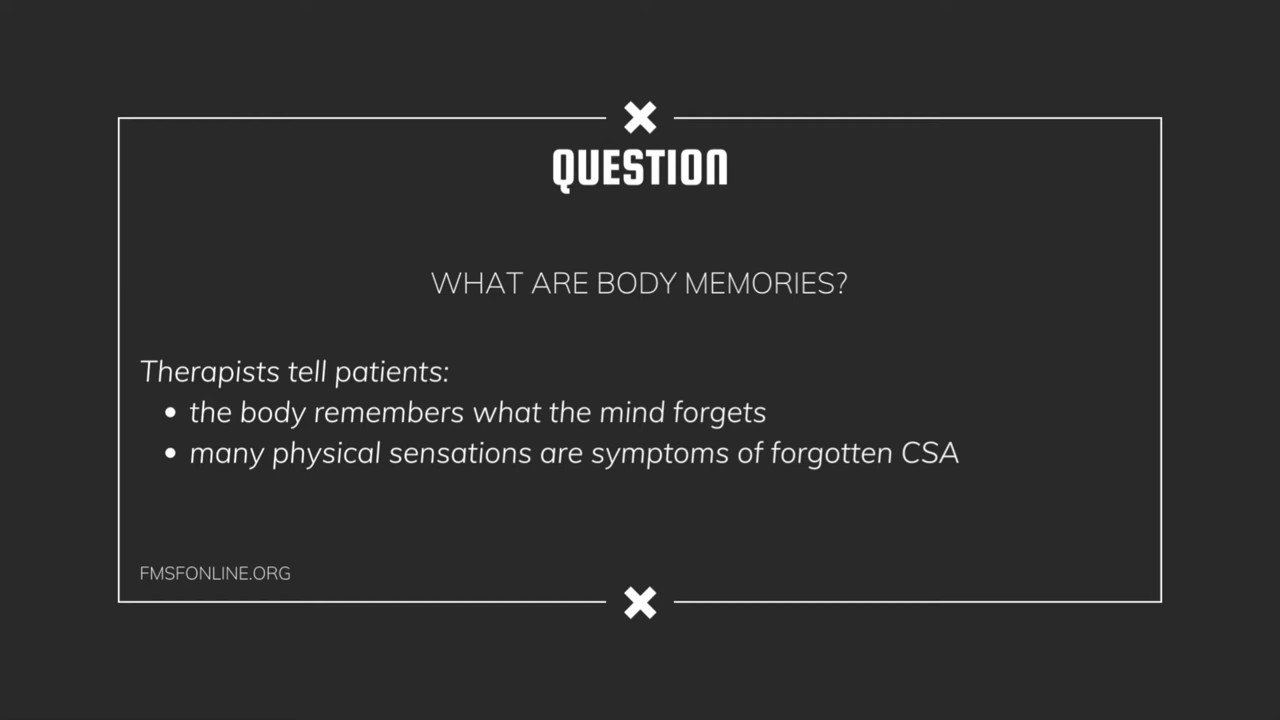 QUESTION
WHAT ARE BODY MEMORIES?
Therapists tell patients:
• the body remembers what the mind forgets
• many physical sensations are symptoms of forgotten CSA
FMSFONLINE.ORG